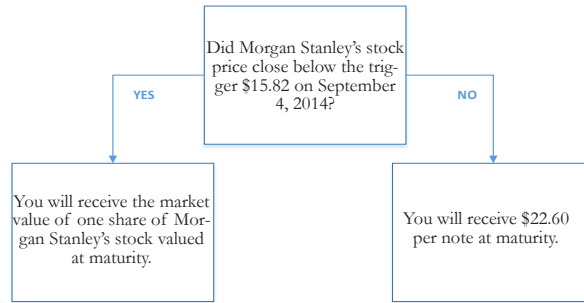 Did Morgan Stanley’s stock
price close below the trig-
ger $15.82 on September
4, 2014?
YES
NO
You will receive the market
value of one share of Mor-
gan Stanley’s stock valued
at maturity.
You will receive $22.60
per note at maturity.